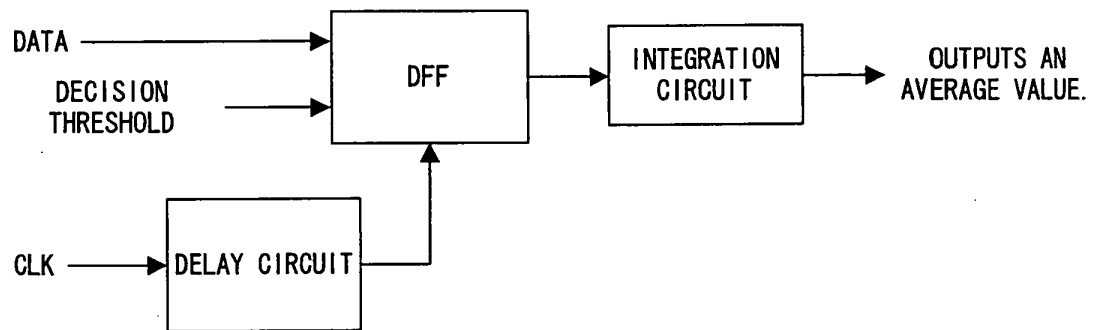 DATA
DECISION
THRESHOLD
DFF
INTEGRATION
CIRCUIT
OUTPUTS AN
AVERAGE VALUE.
CLK
DELAY CIRCUIT